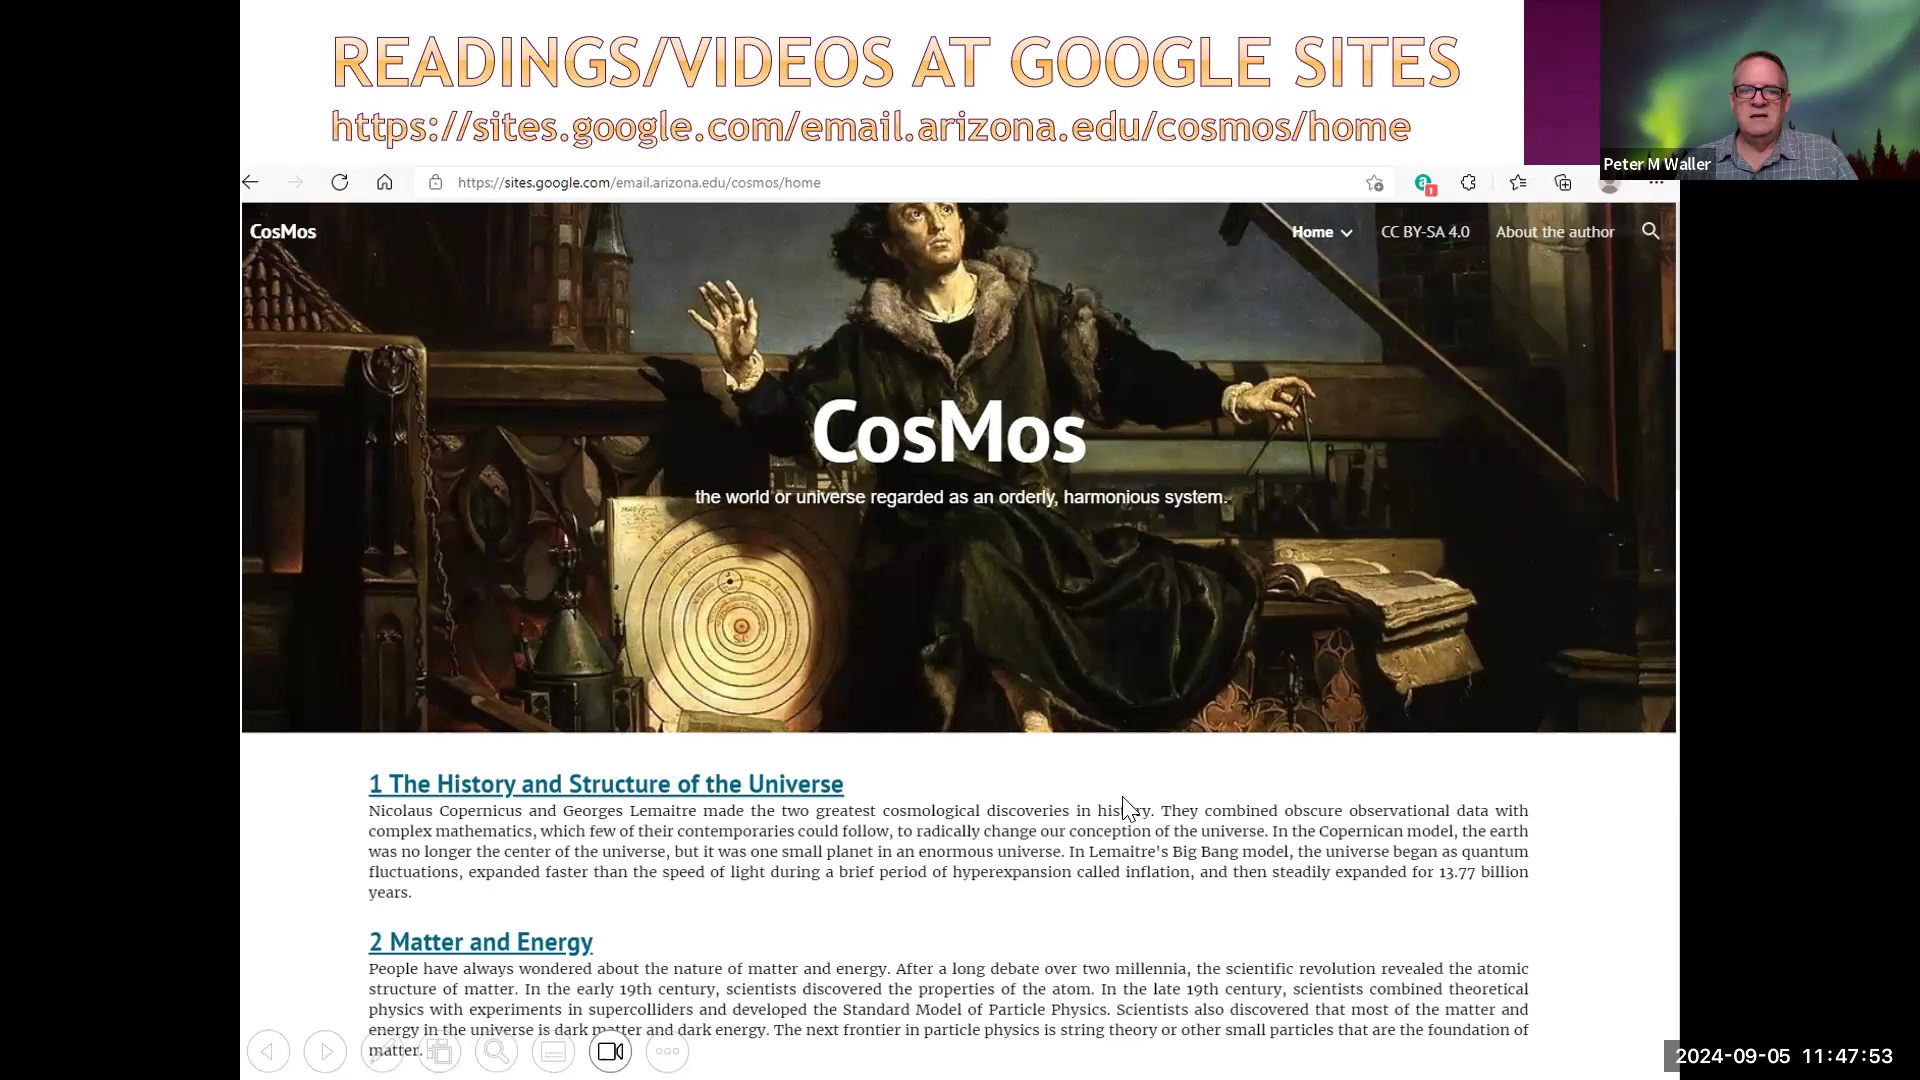 READINGS/VIDEOS AT GOOGLE SITES
https://sites.google.com/email.arizona.edu/cosmos/home
Peter M Waller
https://sites.google.com/email.arizona.edu/cosmos/home
1
CosMos
Home
CC BY-SA 4.0
About the author
CosMos
the world or universe regarded as an orderly, harmonious system.
Sol
1 The History and Structure of the Universe
Nicolaus Copernicus and Georges Lemaitre made the two greatest cosmological discoveries in history. They combined obscure observational data with
complex mathematics, which few of their contemporaries could follow, to radically change our conception of the universe. In the Copernican model, the earth
was no longer the center of the universe, but it was one small planet in an enormous universe. In Lemaitre's Big Bang model, the universe began as quantum
fluctuations, expanded faster than the speed of light during a brief period of hyperexpansion called inflation, and then steadily expanded for 13.77 billion
years.
2 Matter and Energy
People have always wondered about the nature of matter and energy. After a long debate over two millennia, the scientific revolution revealed the atomic
structure of matter. In the early 19th century, scientists discovered the properties of the atom. In the late 19th century, scientists combined theoretical
physics with experiments in supercolliders and developed the Standard Model of Particle Physics. Scientists also discovered that most of the matter and
energy in the universe is dark matter and dark energy. The next frontier in particle physics is string theory or other small particles that are the foundation of
matter.
2024-09-05 11:47:53